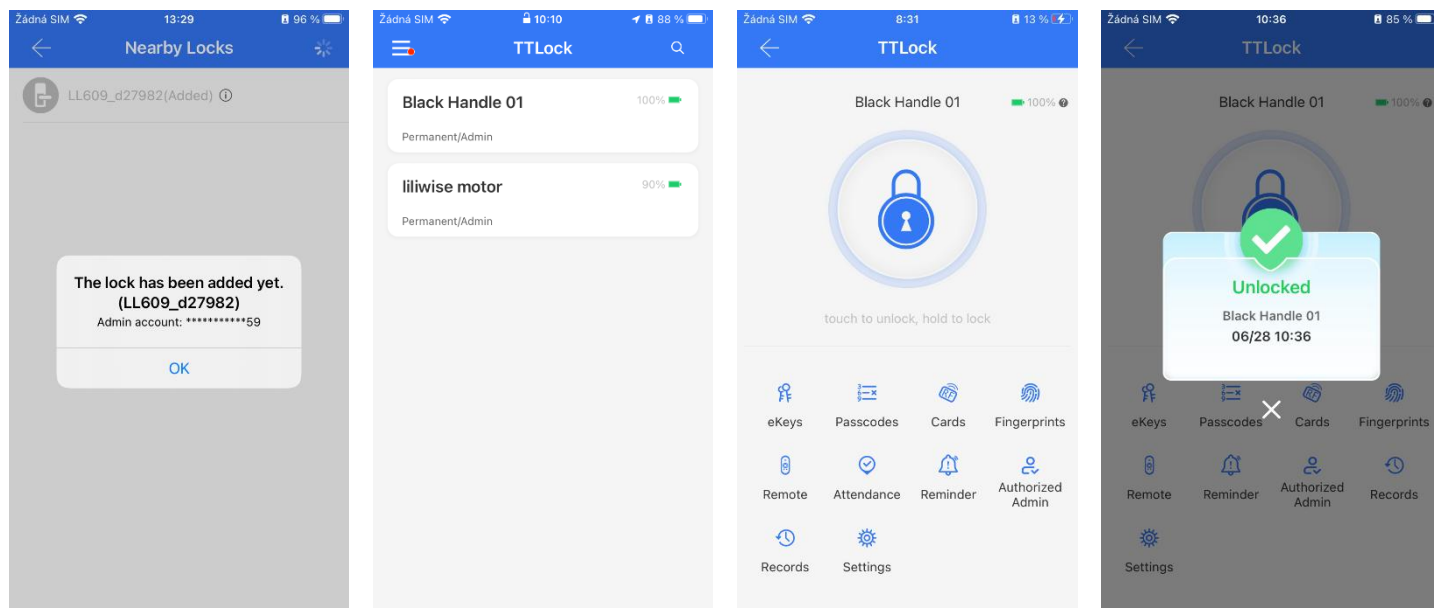 Žádná SIM 13:29 96 %
Nearby Locks
LL609_d27982(Added)
The lock has been added yet.
(LL609_d27982)
Admin account: ***********59
OK
Žádná SIM 10:10 88 %
TTLock
Black Handle 01 100%
Permanent/Admin
liliwise motor 90%
Permanent/Admin
Žádná SIM 8:31 13 %
TTLock
Black Handle 01 100%
touch to unlock, hold to lock
eKeys Passcodes Cards Fingerprints
Remote Attendance Reminder Authorized
Admin
Records Settings
Žádná SIM 10:36 85 %
TTLock
Black Handle 01 100%
Unlocked
Black Handle 01
06/28 10:36
eKeys Passcodes Cards Fingerprints
Remote Reminder Authorized Records
Admin
Settings